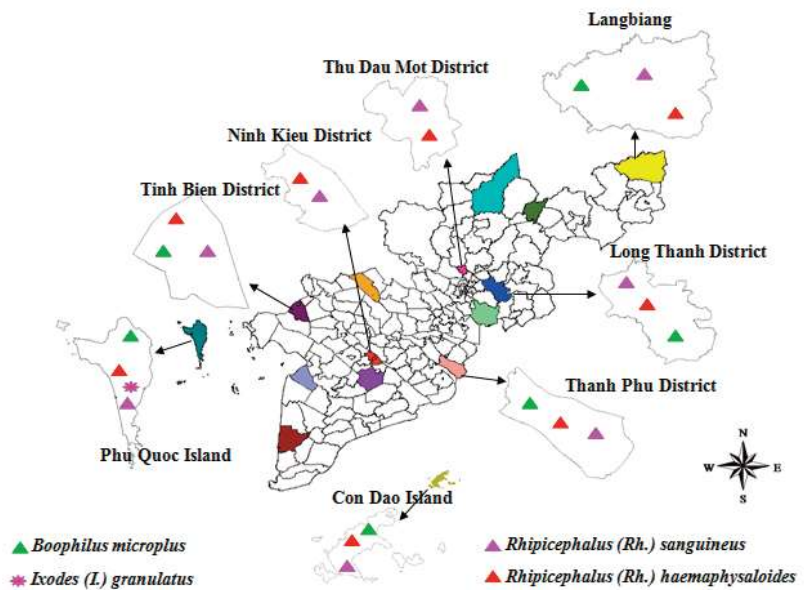 Langbiang
Thu Dau Mot District
Ninh Kieu District
Tinh Bien District
Long Thanh District
Thanh Phu District
Phu Quoc Island
Con Dao Island
N
W E
S
Boophilus microplus
Ixodes (I.) granulatus
Rhipicephalus (Rh.) sanguineus
Rhipicephalus (Rh.) haemaphysaloides